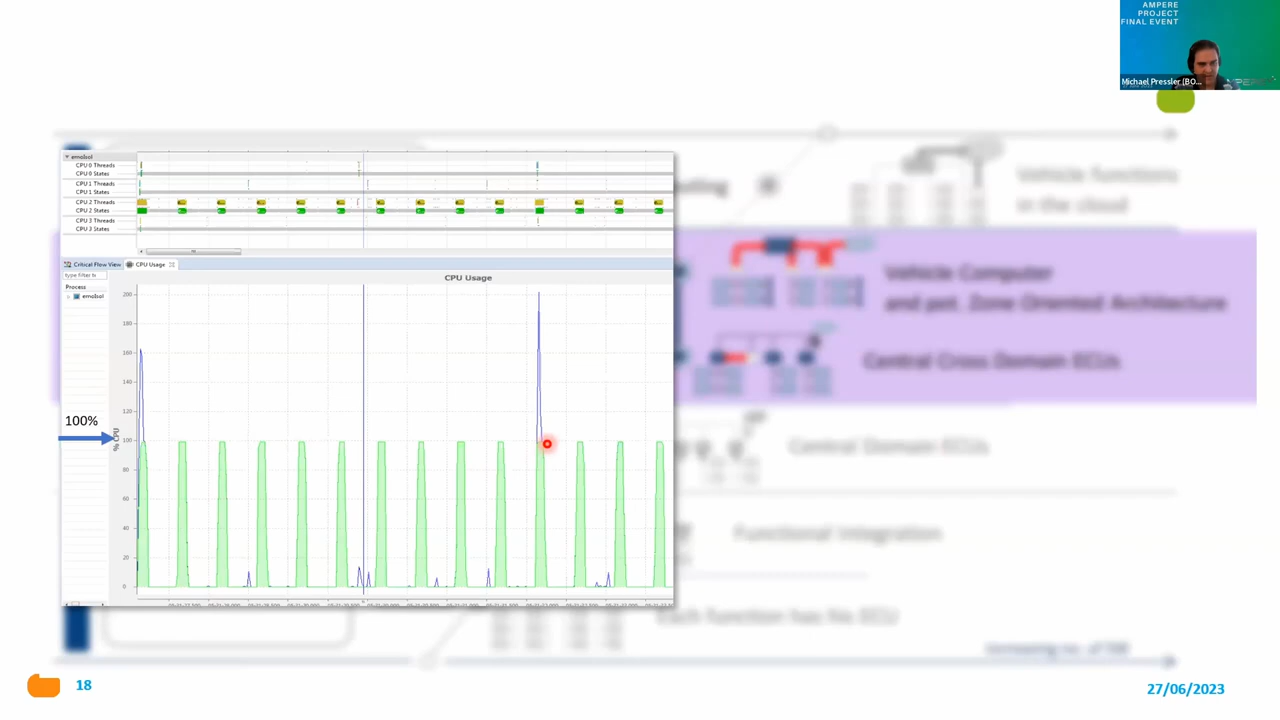 AMPERE
PROJECT
FINAL EVENT
Michael Pressler (BO...
emolsol
CPU 0 Threads
CPU 0 States
CPU 1 Threads
CPU 1 States
CPU 2 Threads
CPU 2 States
CPU 3 Threads
CPU 3 States
Critical Flow View
CPU Usage
type filter te
Process
emolsol
CPU Usage
% CPU
200
180
160
140
120
100
80
60
40
20
0
100%
Vehicle functions
in the cloud
Vehicle Computer
and pot. Zone Oriented Architecture
Central Cross Domain ECUs
Central Domain ECUs
Functional Integration
Each function has his ECU
18
27/06/2023